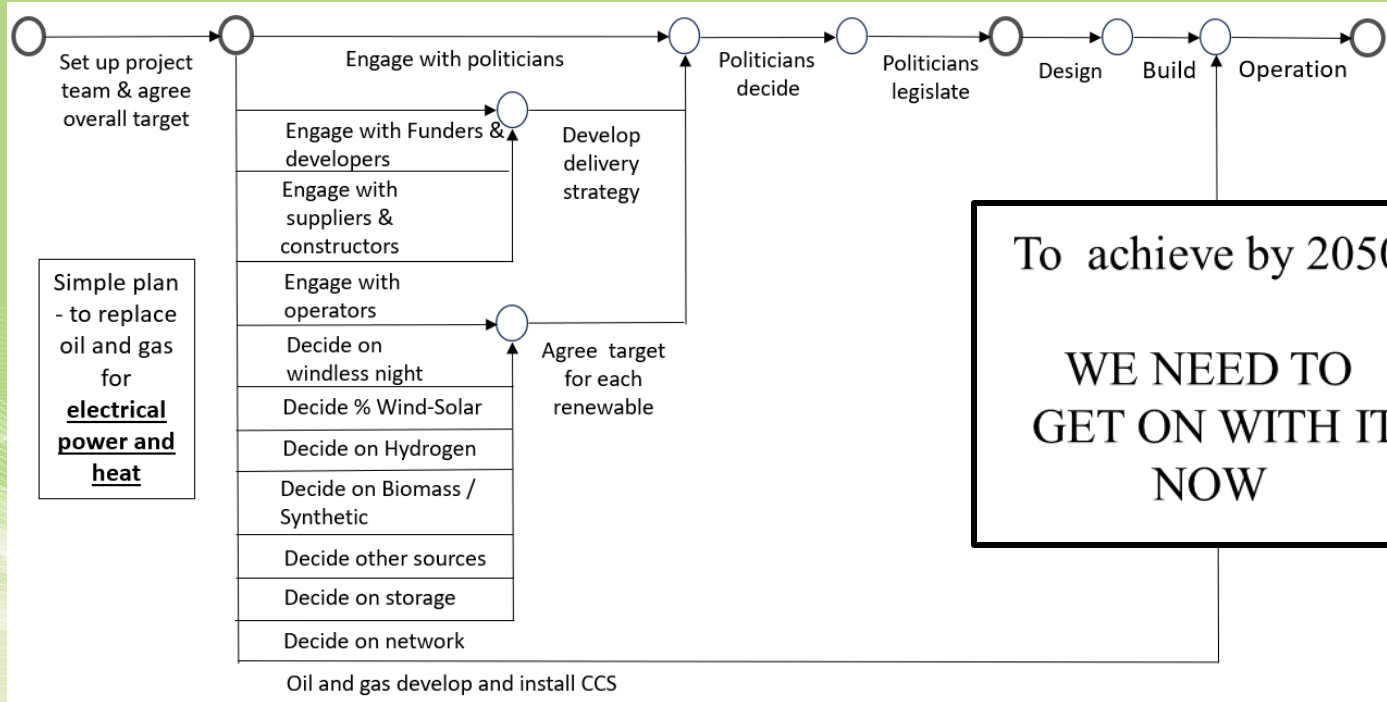 Set up project
team & agree
overall target
Engage with politicians
Politicians
decide
Politicians
legislate
Design
Build
Operation
Engage with Funders &
developers
Develop
delivery
strategy
Engage with
suppliers &
constructors
Engage with
operators
Simple plan
- to replace
oil and gas
for
electrical
power and
heat
Decide on
windless night
Agree target
for each
renewable
Decide % Wind-Solar
Decide on Hydrogen
Decide on Biomass /
Synthetic
Decide other sources
Decide on storage
Decide on network
Oil and gas develop and install CCS
To achieve by 2050
WE NEED TO
GET ON WITH IT
NOW